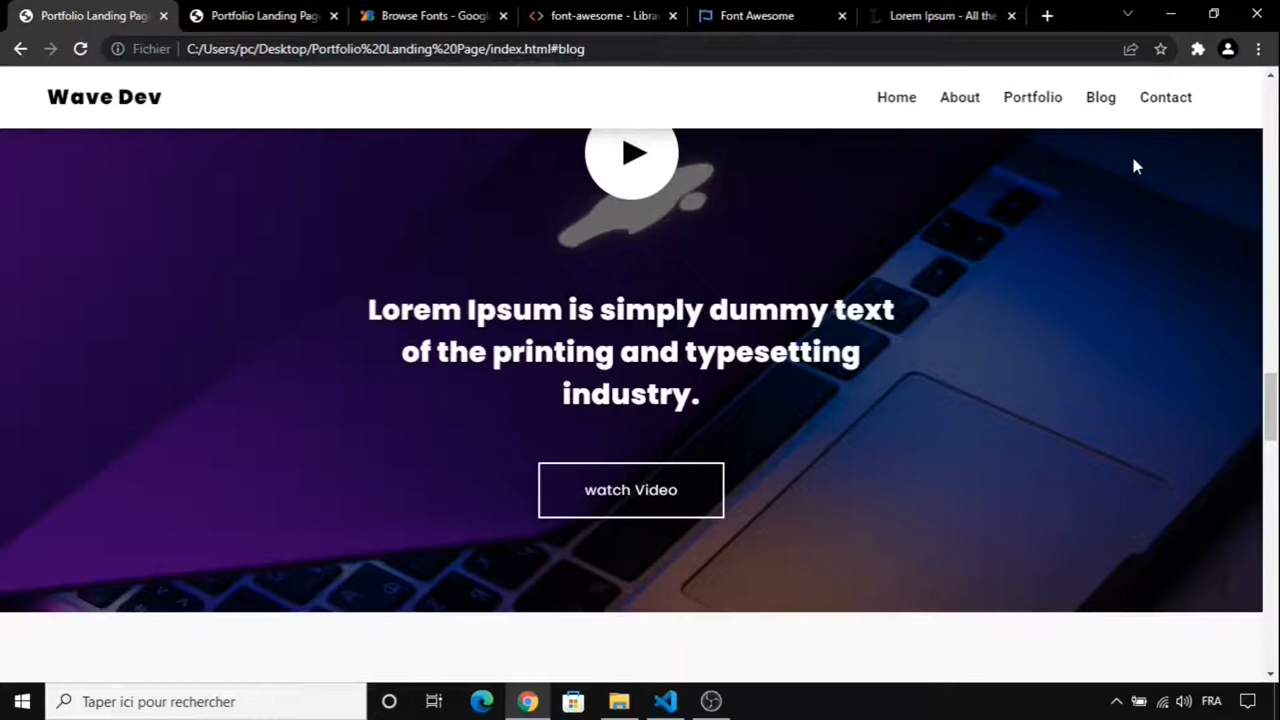 Portfolio Landing Pag
Portfolio Landing Pag
Browse Fonts - Googl
font-awesome - Librar
Font Awesome
Lorem Ipsum - All the
Fichier
C:/Users/pc/Desktop/Portfolio%20Landing%20Page/index.html#blog
Wave Dev
Home
About
Portfolio
Blog
Contact
Lorem Ipsum is simply dummy text
of the printing and typesetting
industry.
watch Video
Taper ici pour rechercher
FRA